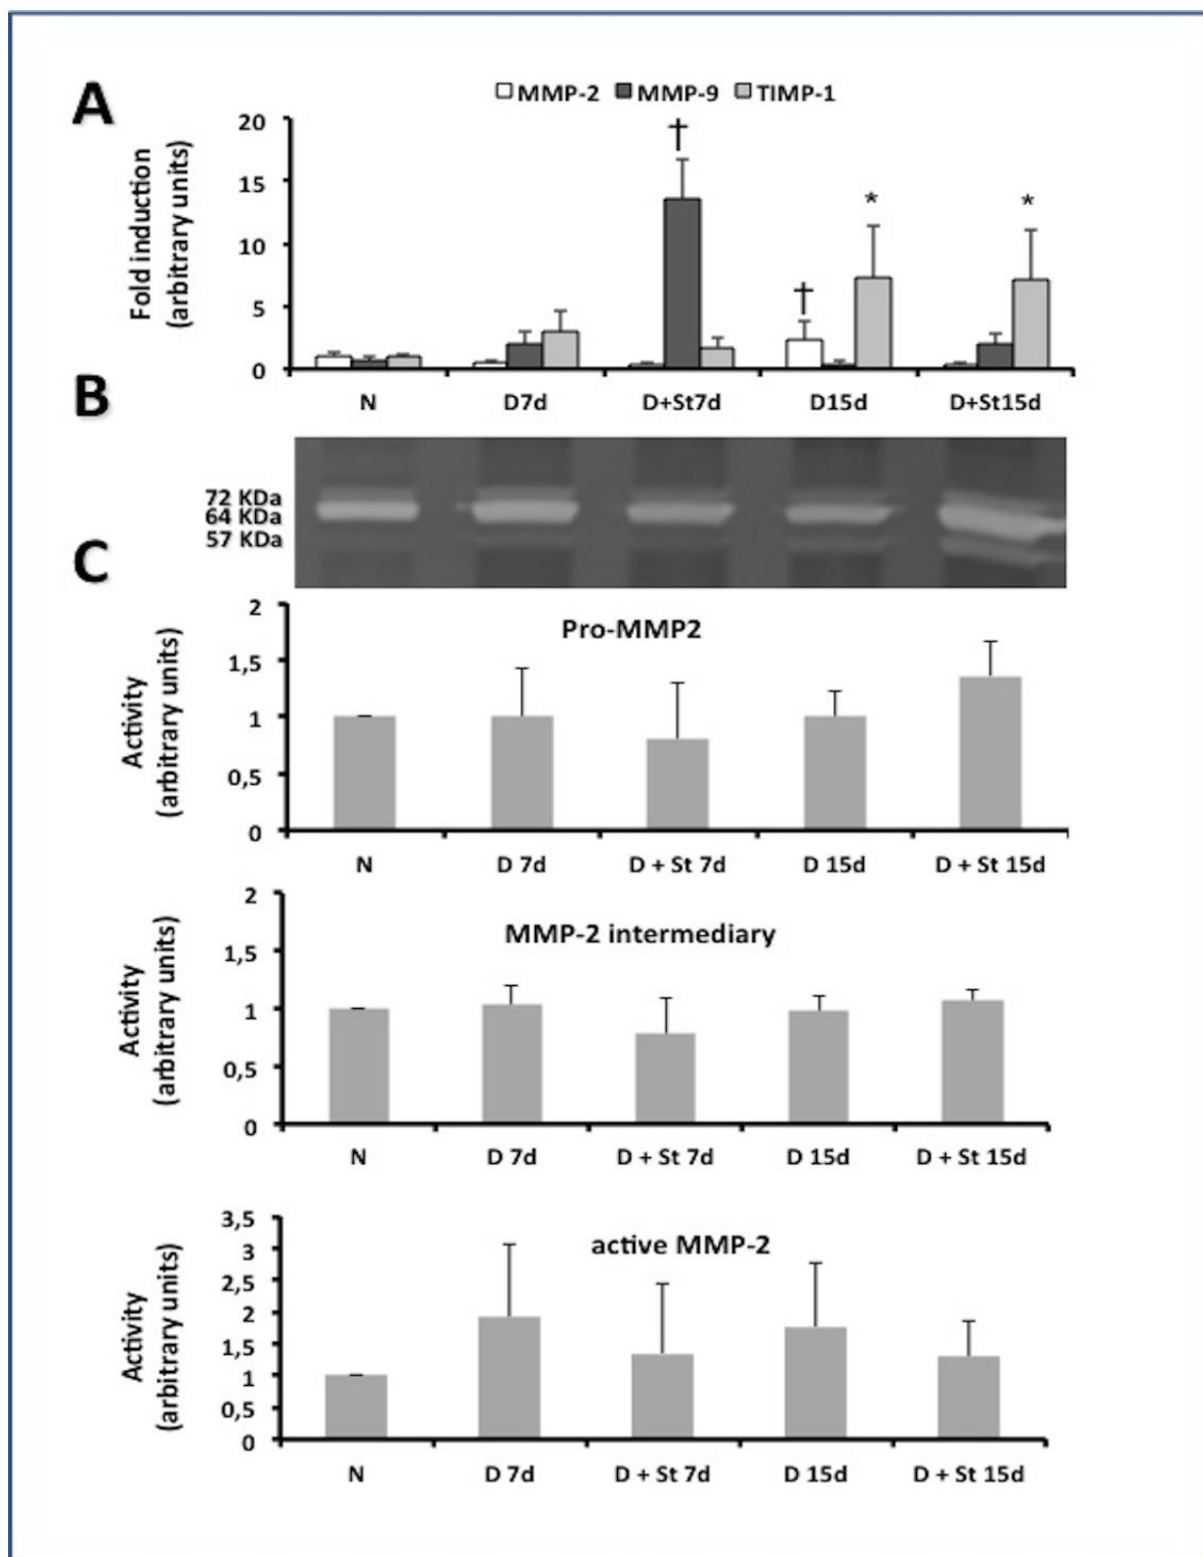 A
MMP-2 MMP-9 TIMP-1
Fold induction
(arbitrary units)
20
15
10
5
0
†
†
*
*
N D7d D+St7d D15d D+St15d
B
72 KDa
64 KDa
57 KDa
C
Pro-MMP2
Activity
(arbitrary units)
2
1,5
1
0,5
0
N D 7d D + St 7d D 15d D + St 15d
MMP-2 intermediary
Activity
(arbitrary units)
2
1,5
1
0,5
0
N D 7d D + St 7d D 15d D + St 15d
active MMP-2
Activity
(arbitrary units)
3,5
3
2,5
2
1,5
1
0,5
0
N D 7d D + St 7d D 15d D + St 15d